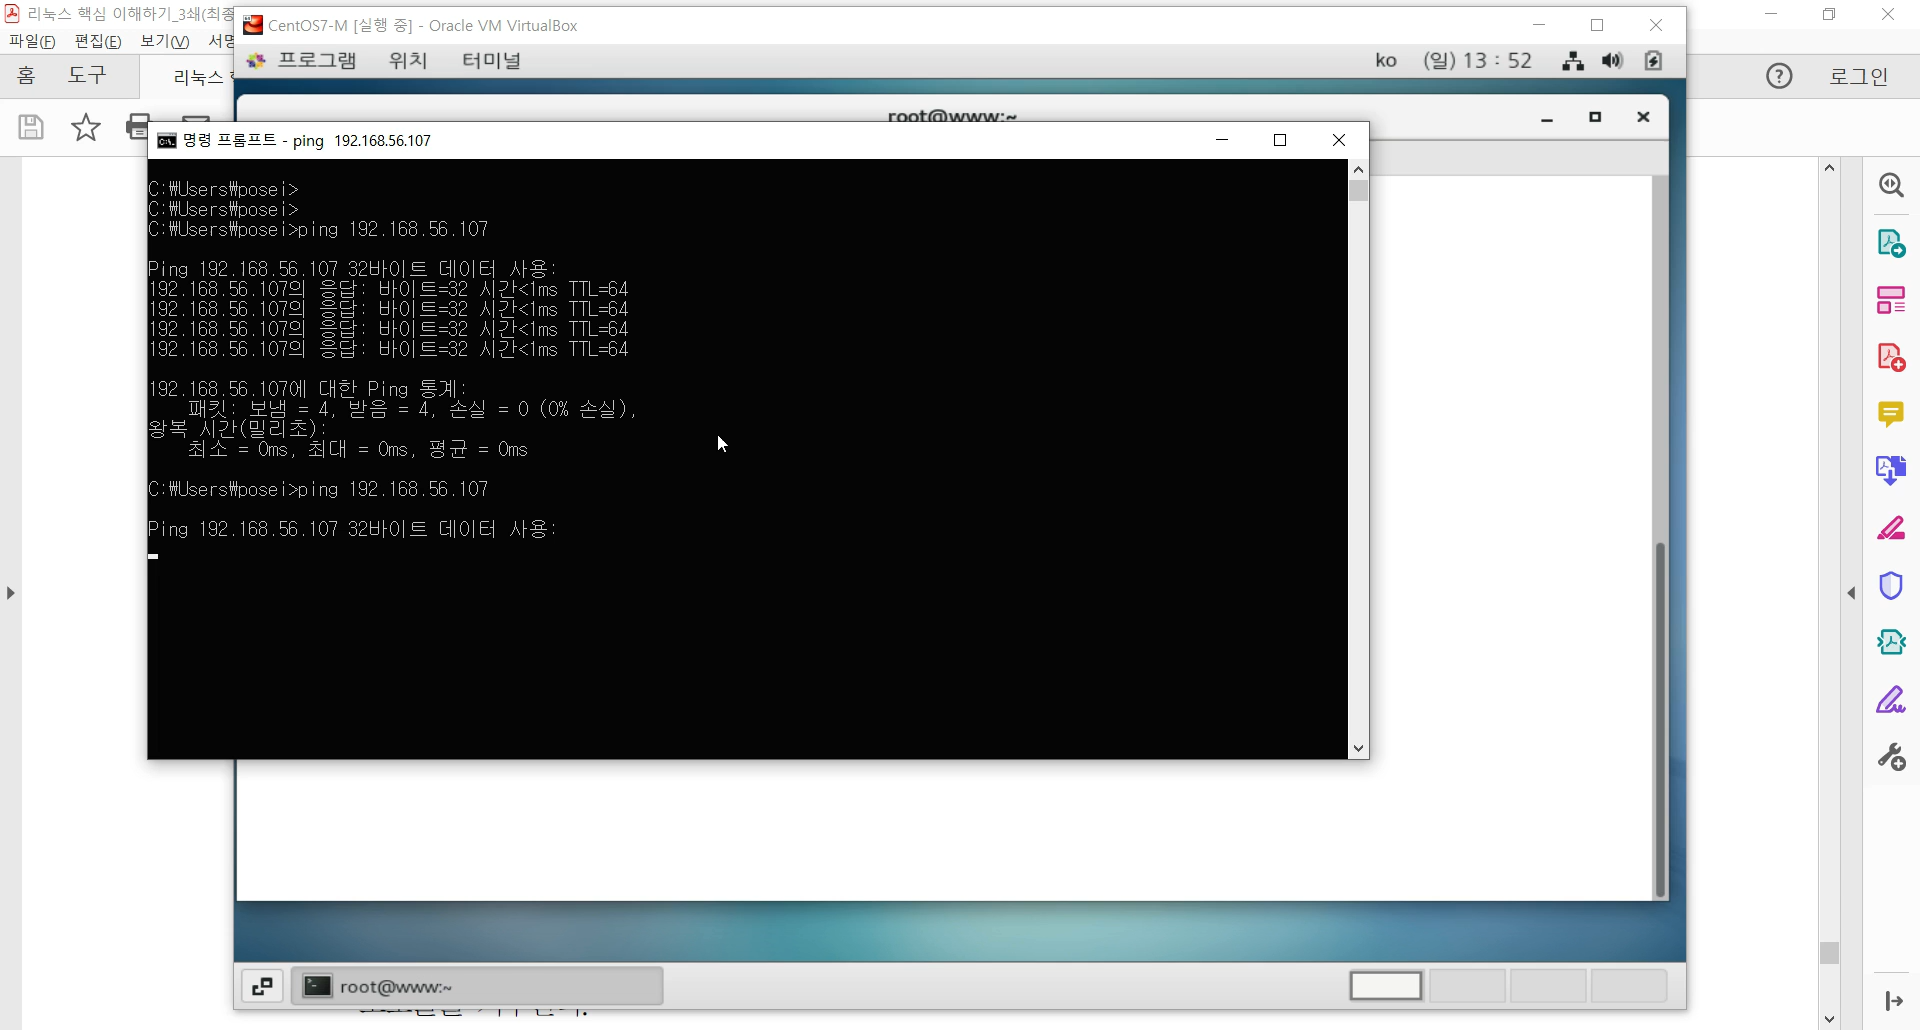 리눅스 핵심 이해하기_3쇄(최종
파일(F) 편집(E) 보기(V) 서명
홈 도구 리눅스
로그인
CentOS7-M [실행 중] - Oracle VM VirtualBox
프로그램 위치 터미널 ko (일) 13 : 52
root@www:~
명령 프롬프트 - ping 192.168.56.107
C:₩Users₩posei>
C:₩Users₩posei>
C:₩Users₩posei>ping 192.168.56.107
Ping 192.168.56.107 32바이트 데이터 사용:
192.168.56.107의 응답: 바이트=32 시간<1ms TTL=64
192.168.56.107의 응답: 바이트=32 시간<1ms TTL=64
192.168.56.107의 응답: 바이트=32 시간<1ms TTL=64
192.168.56.107의 응답: 바이트=32 시간<1ms TTL=64
192.168.56.107에 대한 Ping 통계:
패킷: 보냄 = 4, 받음 = 4, 손실 = 0 (0% 손실),
왕복 시간(밀리초):
최소 = 0ms, 최대 = 0ms, 평균 = 0ms
C:₩Users₩posei>ping 192.168.56.107
Ping 192.168.56.107 32바이트 데이터 사용:
root@www:~